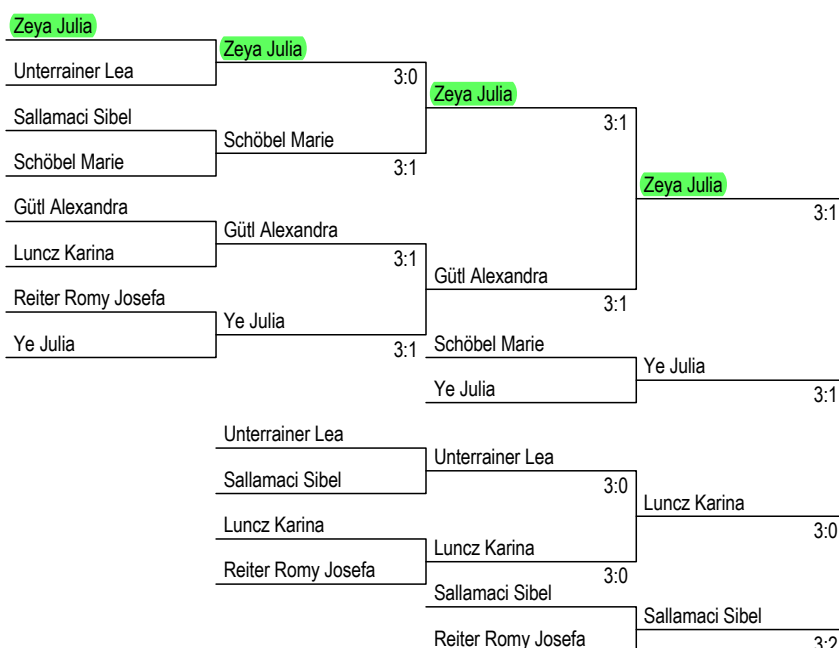 Zeya Julia
Zeya Julia
Unterrainer Lea
3:0
Zeya Julia
Sallamaci Sibel
3:1
Schöbel Marie
Schöbel Marie
3:1
Zeya Julia
Gütl Alexandra
3:1
Gütl Alexandra
Luncz Karina
3:1
Gütl Alexandra
Reiter Romy Josefa
3:1
Ye Julia
Ye Julia
3:1
Schöbel Marie
Ye Julia
Ye Julia
3:1
Unterrainer Lea
Unterrainer Lea
Sallamaci Sibel
3:0
Luncz Karina
Luncz Karina
3:0
Luncz Karina
Reiter Romy Josefa
3:0
Sallamaci Sibel
Sallamaci Sibel
Reiter Romy Josefa
3:2